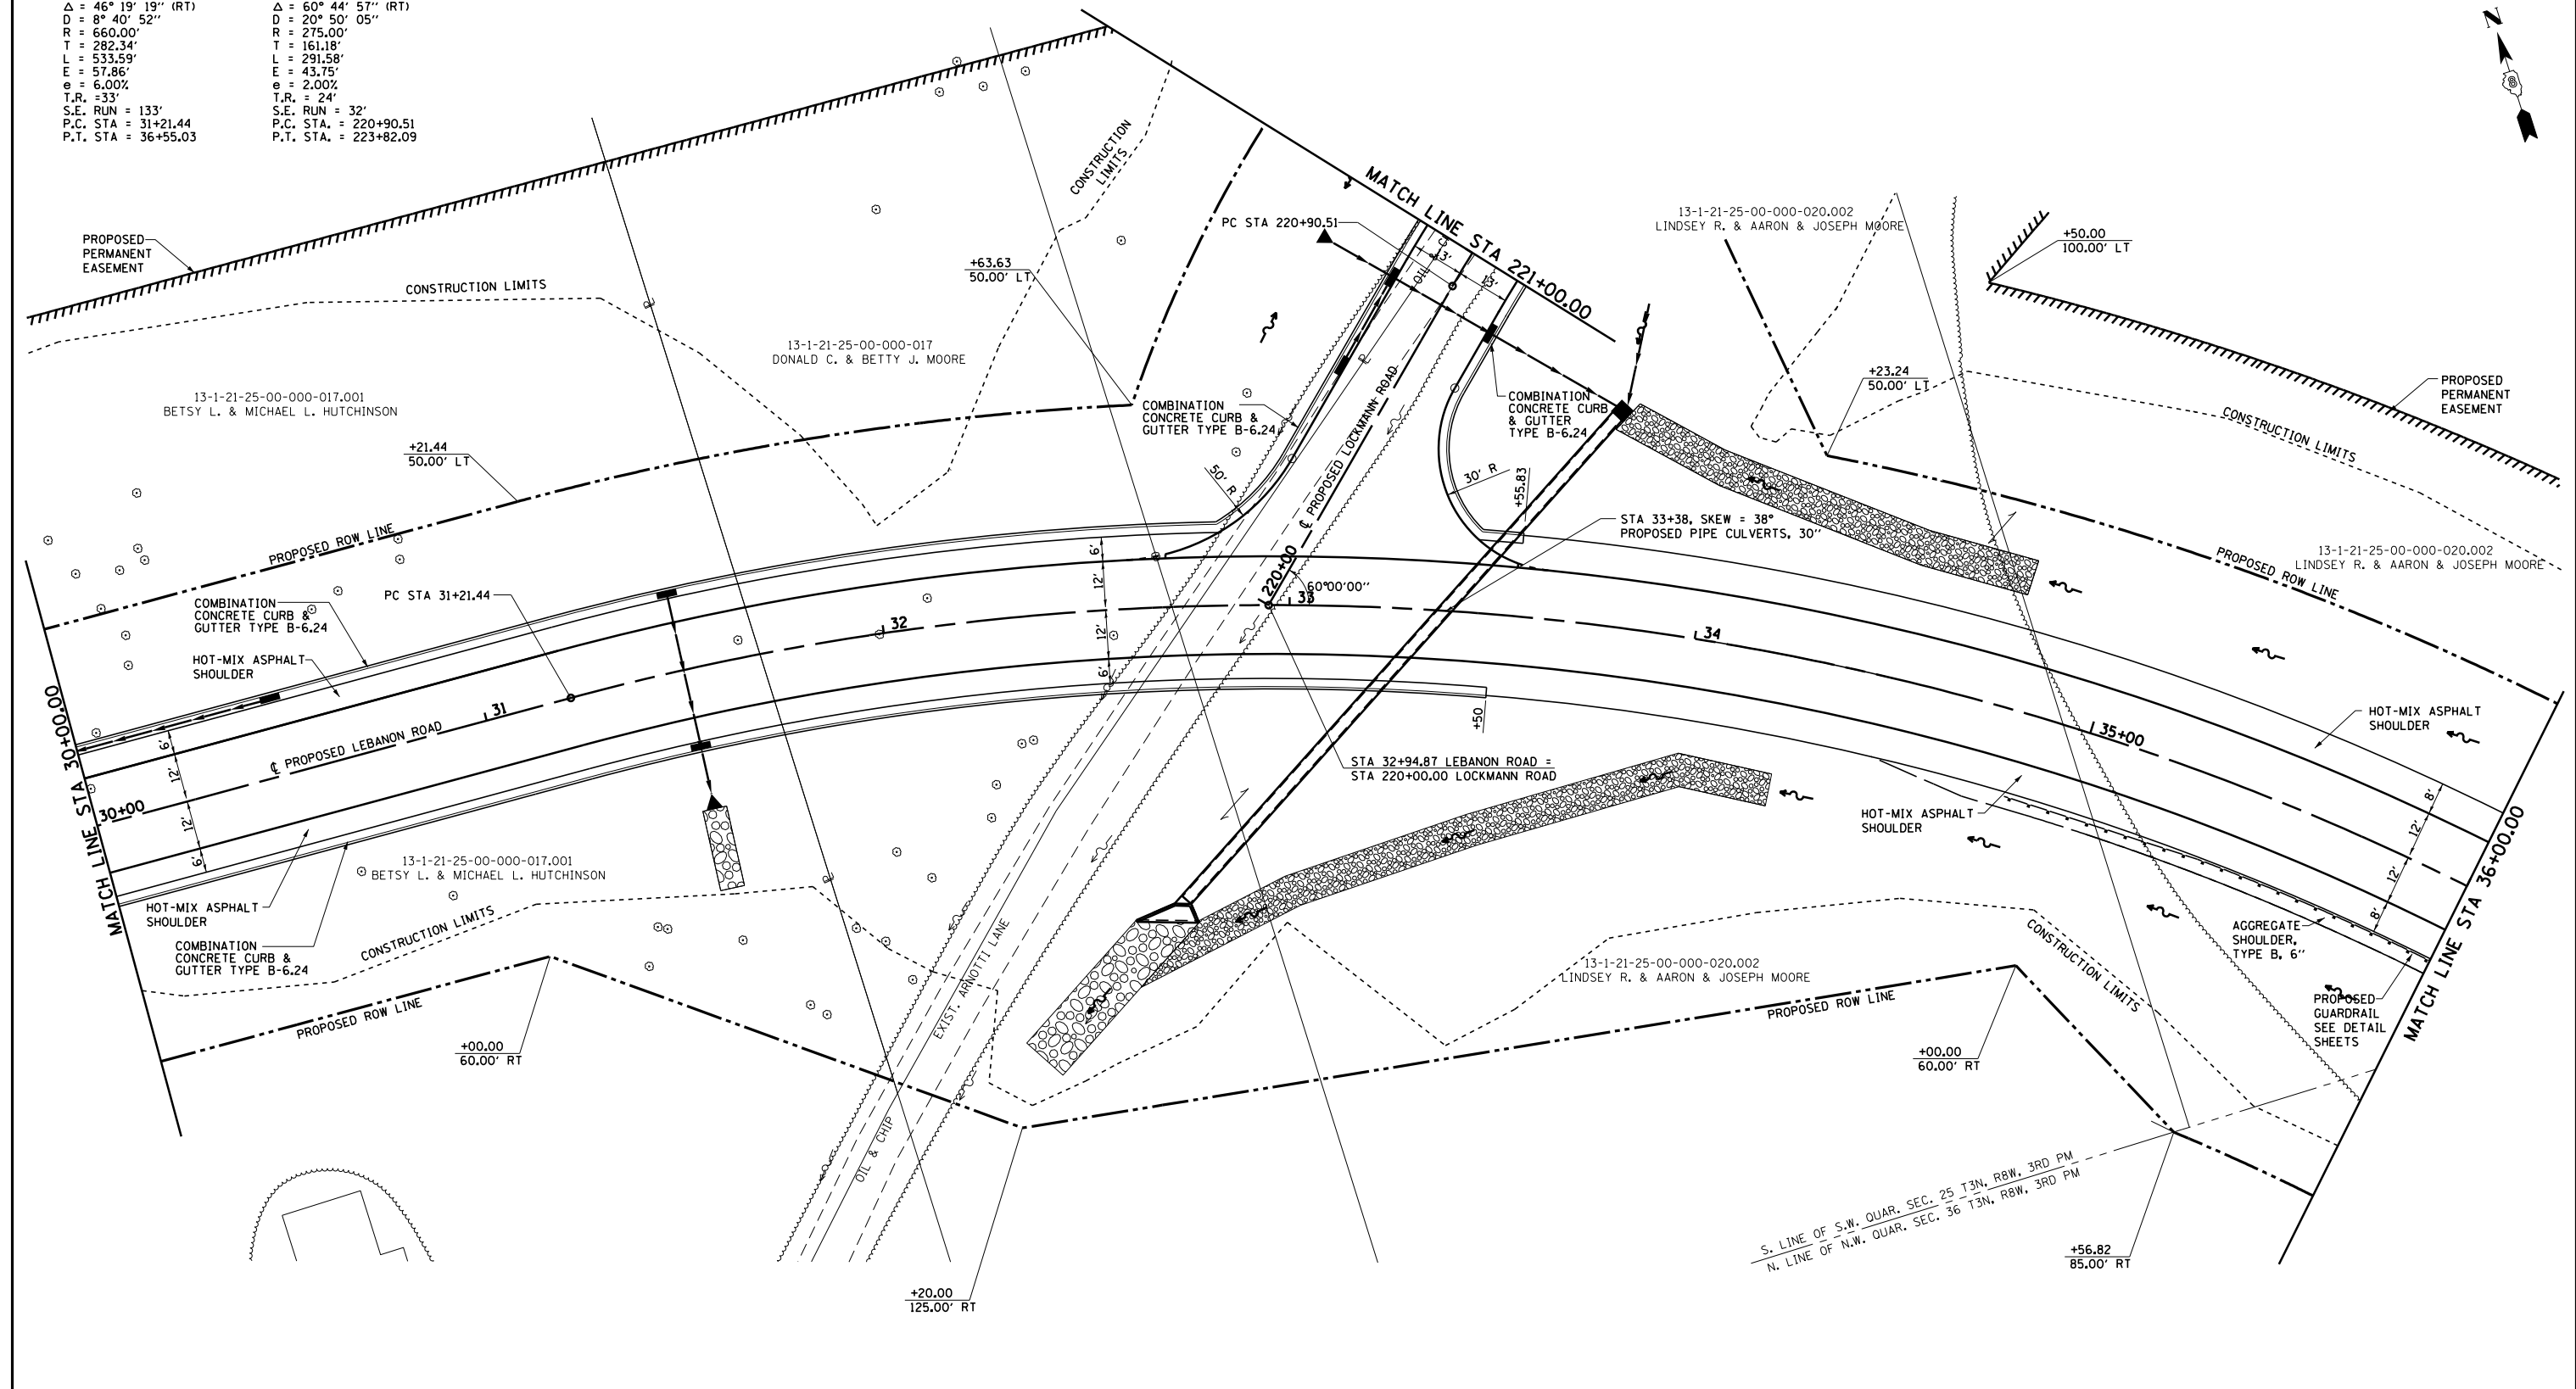 Δ = 46° 19' 19'' (RT)
D = 8° 40' 52''
R = 660.00'
T = 282.34'
L = 533.59'
E = 57.86'
e = 6.00%
T.R. =33'
S.E. RUN = 133'
P.C. STA = 31+21.44
P.T. STA = 36+55.03
Δ = 60° 44' 57'' (RT)
D = 20° 50' 05''
R = 275.00'
T = 161.18'
L = 291.58'
E = 43.75'
e = 2.00%
T.R. = 24'
S.E. RUN = 32'
P.C. STA. = 220+90.51
P.T. STA. = 223+82.09
N
8
PROPOSED
PERMANENT
EASEMENT
CONSTRUCTION LIMITS
CONSTRUCTION
LIMITS
MATCH LINE STA 221+00.00
PC STA 220+90.51
13'
13'
OIL
+63.63
50.00' LT
13-1-21-25-00-000-020.002
LINDSEY R. & AARON & JOSEPH MOORE
+50.00
100.00' LT
13-1-21-25-00-000-017
DONALD C. & BETTY J. MOORE
13-1-21-25-00-000-017.001
BETSY L. & MICHAEL L. HUTCHINSON
COMBINATION
CONCRETE CURB &
GUTTER TYPE B-6.24
COMBINATION
CONCRETE CURB
& GUTTER
TYPE B-6.24
+23.24
50.00' LT
PROPOSED
PERMANENT
EASEMENT
CONSTRUCTION LIMITS
+21.44
50.00' LT
50' R
30' R
+55.83
℄ PROPOSED LOCKMANN ROAD
STA 33+38, SKEW = 38°
PROPOSED PIPE CULVERTS, 30''
PROPOSED ROW LINE
PROPOSED ROW LINE
13-1-21-25-00-000-020.002
LINDSEY R. & AARON & JOSEPH MOORE
COMBINATION
CONCRETE CURB &
GUTTER TYPE B-6.24
PC STA 31+21.44
HOT-MIX ASPHALT
SHOULDER
6'
12'
12'
6'
220+00
60°00'00''
32
33
34
31
35+00
30+00
℄ PROPOSED LEBANON ROAD
MATCH LINE STA 30+00.00
6'
12'
12'
6'
+50
STA 32+94.87 LEBANON ROAD =
STA 220+00.00 LOCKMANN ROAD
HOT-MIX ASPHALT
SHOULDER
HOT-MIX ASPHALT
SHOULDER
8'
12'
12'
8'
13-1-21-25-00-000-017.001
BETSY L. & MICHAEL L. HUTCHINSON
HOT-MIX ASPHALT
SHOULDER
COMBINATION
CONCRETE CURB &
GUTTER TYPE B-6.24
CONSTRUCTION LIMITS
PROPOSED ROW LINE
+00.00
60.00' RT
EXIST. ARNOTTI LANE
OIL & CHIP
13-1-21-25-00-000-020.002
LINDSEY R. & AARON & JOSEPH MOORE
PROPOSED ROW LINE
CONSTRUCTION LIMITS
AGGREGATE
SHOULDER,
TYPE B, 6''
PROPOSED
GUARDRAIL
SEE DETAIL
SHEETS
MATCH LINE STA 36+00.00
+00.00
60.00' RT
S. LINE OF S.W. QUAR. SEC. 25 T3N, R8W, 3RD PM
N. LINE OF N.W. QUAR. SEC. 36 T3N, R8W, 3RD PM
+56.82
85.00' RT
+20.00
125.00' RT